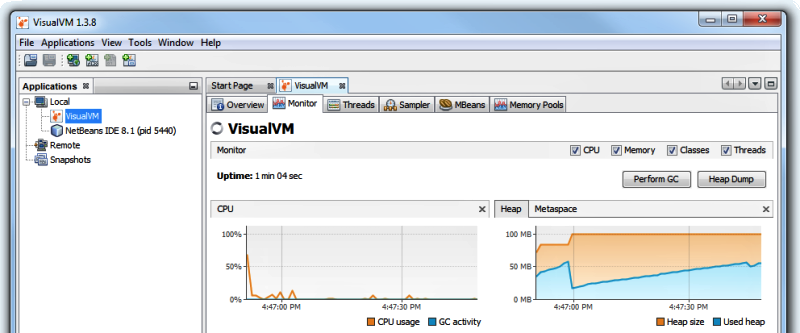 VisualVM 1.3.8
File Applications View Tools Window Help
Applications
Start Page VisualVM
Local
VisualVM
NetBeans IDE 8.1 (pid 5440)
Remote
Snapshots
Overview Monitor Threads Sampler MBeans Memory Pools
VisualVM
Monitor CPU Memory Classes Threads
Uptime: 1 min 04 sec Perform GC Heap Dump
CPU
100%
50%
0%
4:47:00 PM 4:47:30 PM
CPU usage GC activity
Heap Metaspace
100 MB
50 MB
0 MB
4:47:00 PM 4:47:30 PM
Heap size Used heap